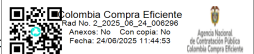 Colombia Compra Eficiente
Rad No. 2_2025_06_24_006296
Anexos: No Con copia: No
Fecha: 24/06/2025 11:44:53
Agencia Nacional
de Contratación Pública
Colombia Compra Eficiente